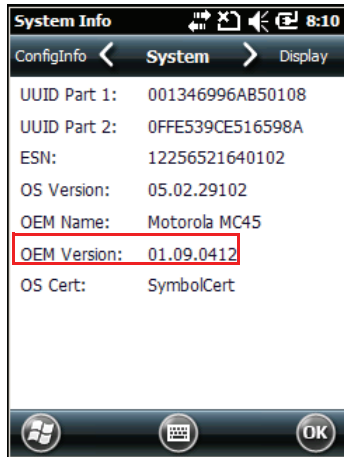 System Info 8:10
ConfigInfo System Display
UUID Part 1: 001346996AB50108
UUID Part 2: 0FFE539CE516598A
ESN: 12256521640102
OS Version: 05.02.29102
OEM Name: Motorola MC45
OEM Version: 01.09.0412
OS Cert: SymbolCert
OK